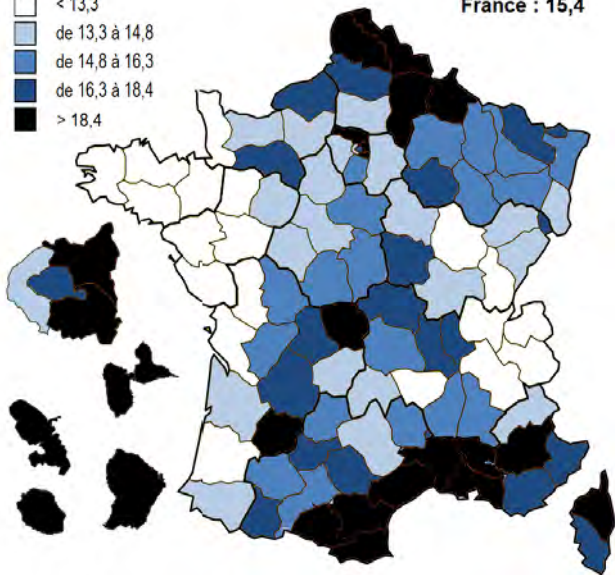 < 13,3
France : 15,4
de 13,3 à 14,8
de 14,8 à 16,3
de 16,3 à 18,4
> 18,4